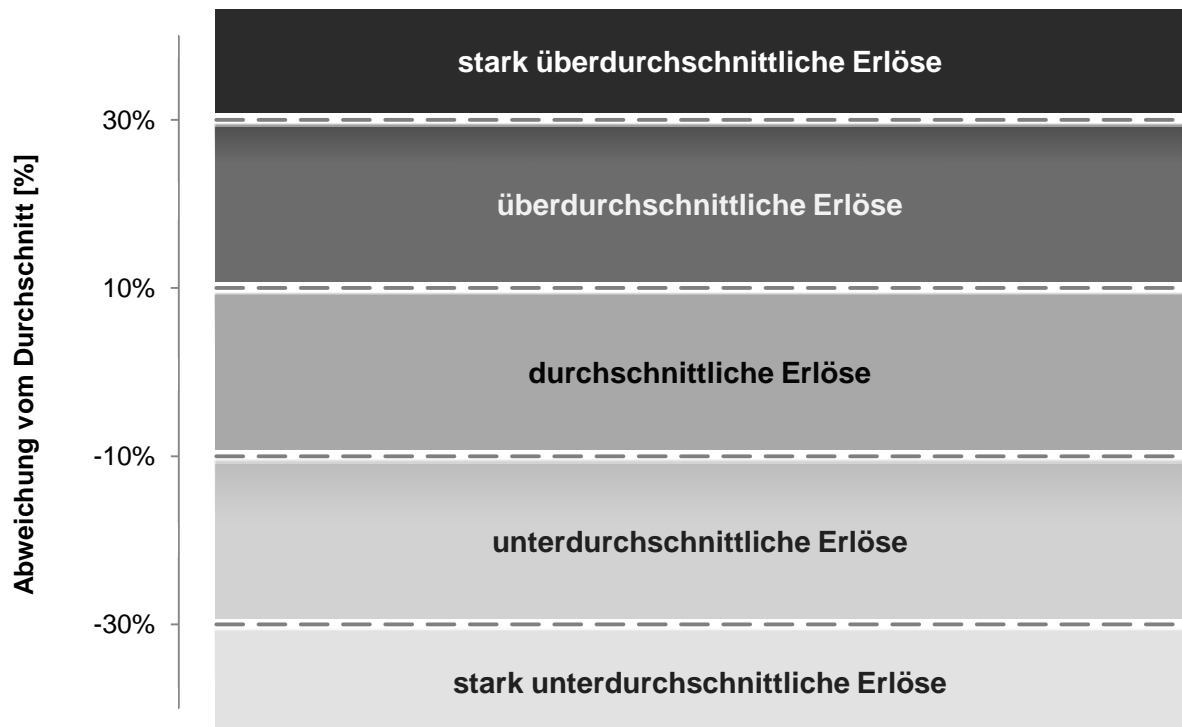 Abweichung vom Durchschnitt [%]
stark überdurchschnittliche Erlöse
30%
überdurchschnittliche Erlöse
10%
durchschnittliche Erlöse
-10%
unterdurchschnittliche Erlöse
-30%
stark unterdurchschnittliche Erlöse